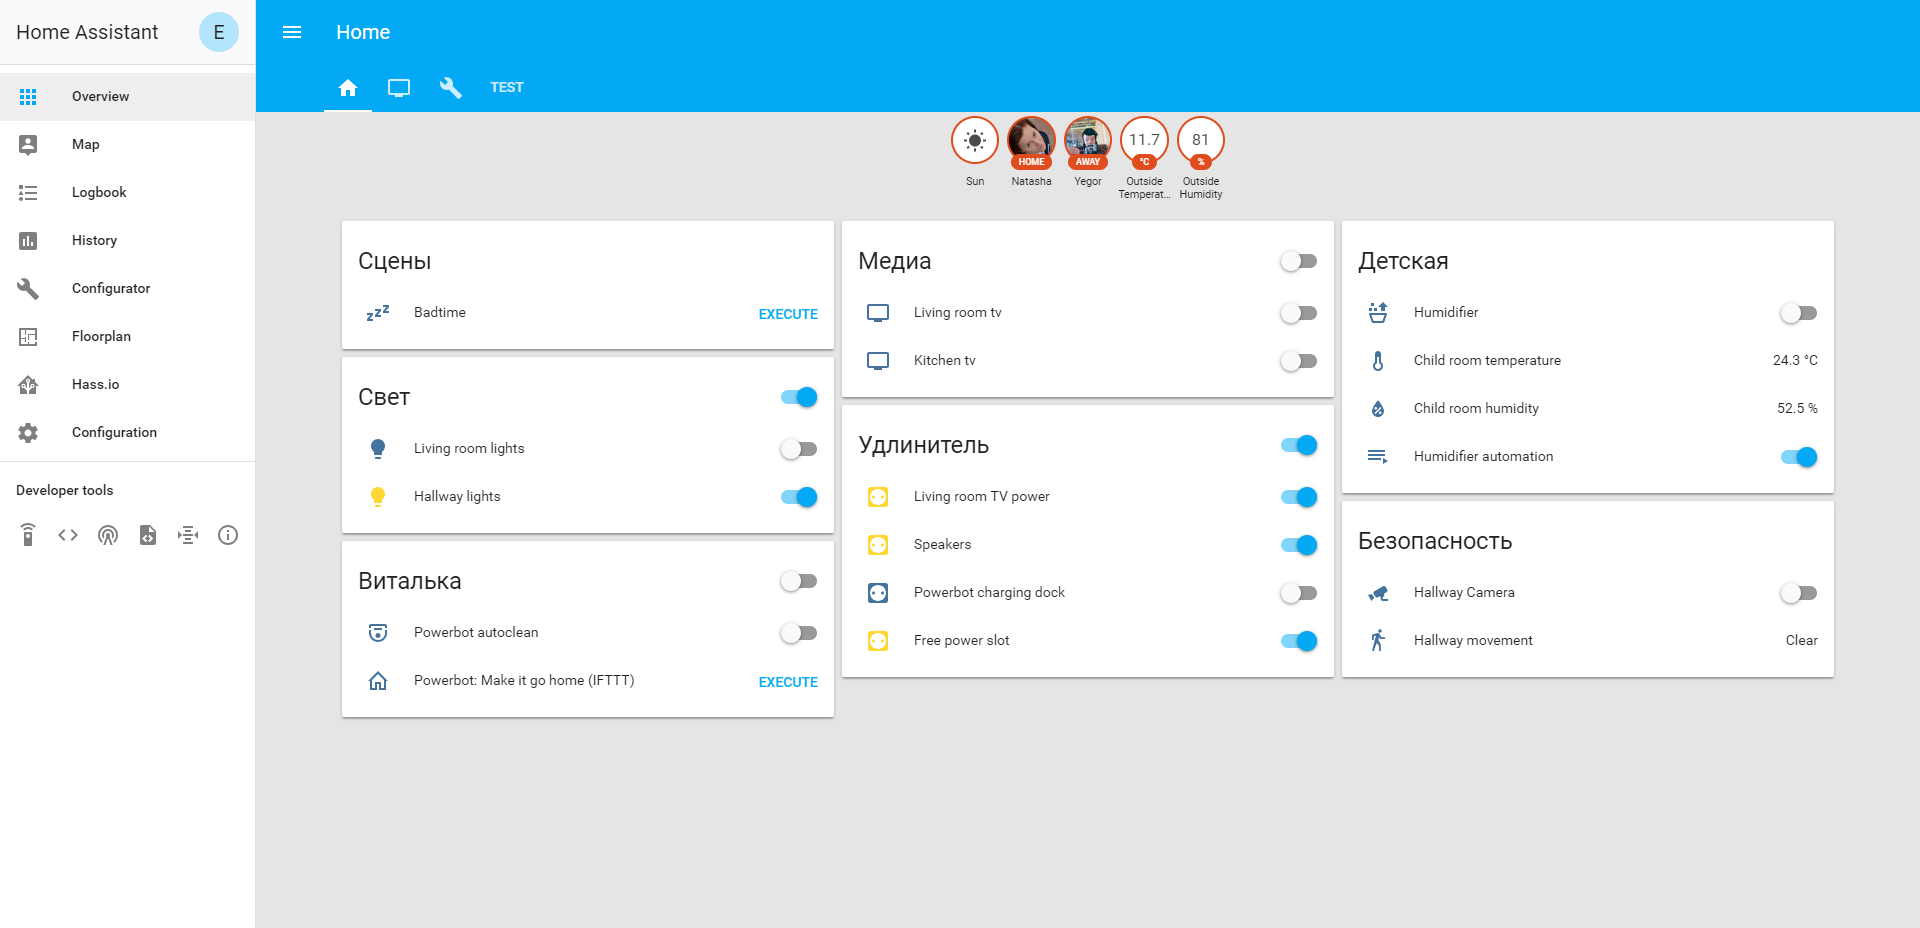 Home Assistant
E
Overview
Map
Logbook
History
Configurator
Floorplan
Hass.io
Configuration
Developer tools
Home
TEST
HOME
AWAY
11.7
°C
81
%
Sun
Natasha
Yegor
Outside
Temperat...
Outside
Humidity
Сцены
zzz
Badtime
EXECUTE
Свет
Living room lights
Hallway lights
Виталька
Powerbot autoclean
Powerbot: Make it go home (IFTTT)
EXECUTE
Медиа
Living room tv
Kitchen tv
Удлинитель
Living room TV power
Speakers
Powerbot charging dock
Free power slot
Детская
Humidifier
Child room temperature
24.3 °C
Child room humidity
52.5 %
Humidifier automation
Безопасность
Hallway Camera
Hallway movement
Clear